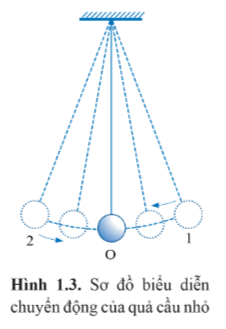 2
1
O
Hình 1.3. Sơ đồ biểu diễn
chuyển động của quả cầu nhỏ